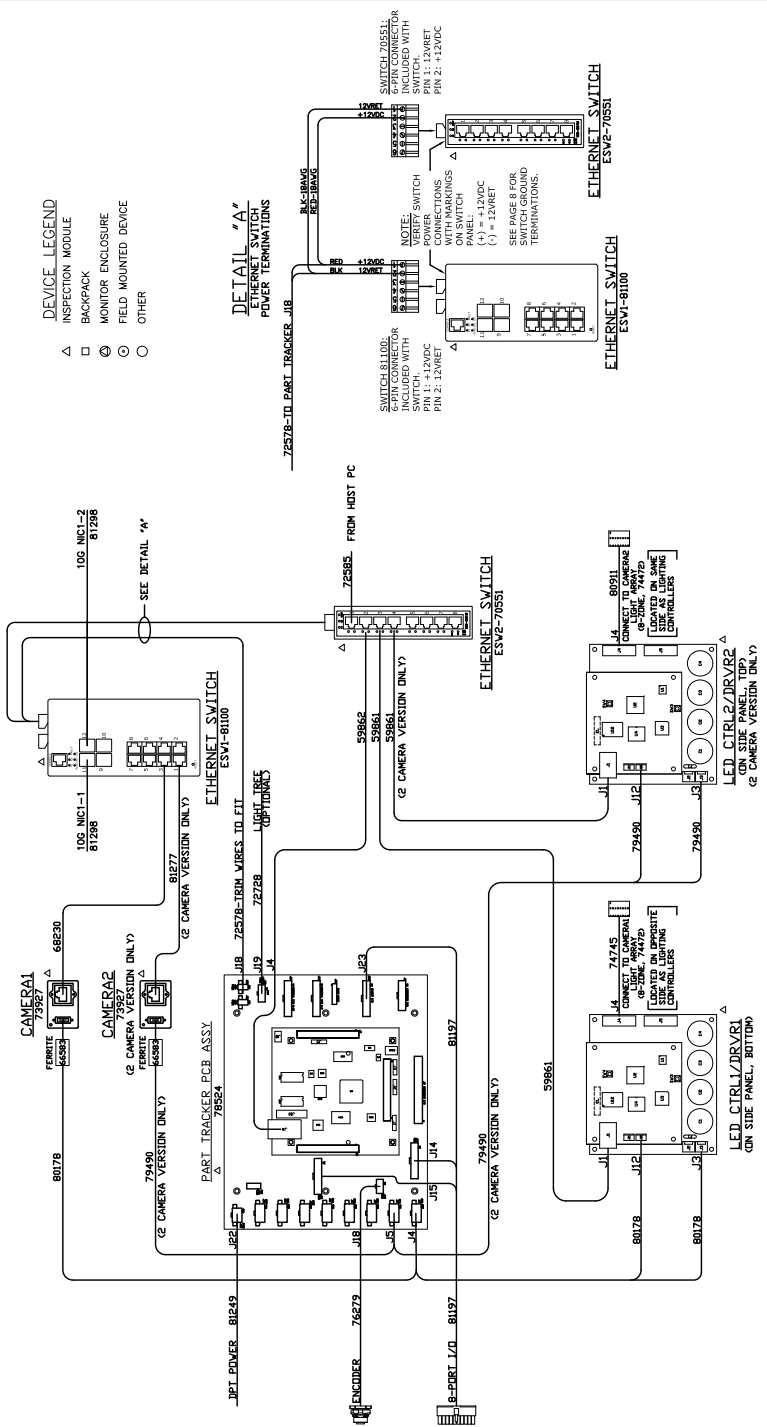 DEVICE LEGEND
INSPECTION MODULE
BACKPACK
MONITOR ENCLOSURE
FIELD MOUNTED DEVICE
OTHER
DETAIL "A"
ETHERNET SWITCH
POWER TERMINATIONS
72578-TO PART TRACKER J18
BLK-18AWG
RED-18AWG
RED
BLK
+12VDC
12VRET
12VRET
+12VDC
SWITCH 81100:
6-PIN CONNECTOR
INCLUDED WITH
SWITCH.
PIN 1: +12VDC
PIN 2: 12VRET
SWITCH 70551:
6-PIN CONNECTOR
INCLUDED WITH
SWITCH.
PIN 1: 12VRET
PIN 2: +12VDC
NOTE:
VERIFY SWITCH
POWER
CONNECTIONS
WITH MARKINGS
ON SWITCH
PANEL:
(+) = +12VDC
(-) = 12VRET
SEE PAGE 8 FOR
SWITCH GROUND
TERMINATIONS.
ETHERNET SWITCH
ESW1-81100
ETHERNET SWITCH
ESW2-70551
10G NIC1-1
81298
10G NIC1-2
81298
ETHERNET SWITCH
ESW1-81100
SEE DETAIL "A"
CAMERA1
73927
FERRITE
66583
68230
80178
CAMERA2
73927
(2 CAMERA VERSION ONLY)
FERRITE
66583
81277
(2 CAMERA VERSION ONLY)
79490
(2 CAMERA VERSION ONLY)
PART TRACKER PCB ASSY
78524
J18
72578-TRIM WIRES TO FIT
J19
72728
LIGHT TREE
(OPTIONAL)
J4
J23
J22
J18
J5
J4
J15
J14
DPT POWER
81249
ENCODER
76279
8-PORT I/O
81197
81197
72585
FROM HOST PC
ETHERNET SWITCH
ESW2-70551
59862
59861
59861
(2 CAMERA VERSION ONLY)
59861
79490
(2 CAMERA VERSION ONLY)
J1
J12
J3
80178
80178
J4
74745
CONNECT TO CAMERA1
LIGHT ARRAY
(8-ZONE, 74472)
LOCATED ON OPPOSITE
SIDE AS LIGHTING
CONTROLLERS
LED CTRL1/DRVR1
(ON SIDE PANEL, BOTTOM)
J1
J12
J3
79490
79490
J4
80911
CONNECT TO CAMERA2
LIGHT ARRAY
(8-ZONE, 74472)
LOCATED ON SAME
SIDE AS LIGHTING
CONTROLLERS
LED CTRL2/DRVR2
(ON SIDE PANEL, TOP)
(2 CAMERA VERSION ONLY)